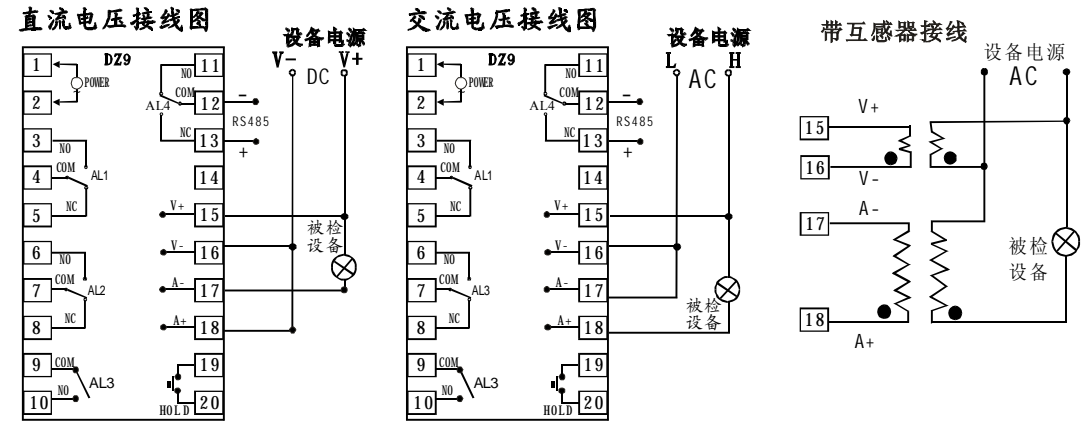 直流电压接线图
设备电源
V- V+
DC
DZ9
1
POWER
2
3
NO
4
COM
AL1
5
NC
6
NO
7
COM
AL2
8
NC
9
COM
AL3
10
NO
11
NO
COM
12
AL4
-
RS485
NC
13
+
14
V+
15
V-
16
A-
17
A+
18
19
HOLD
20
被检
设备
交流电压接线图
设备电源
L H
AC
DZ9
1
POWER
2
3
NO
4
COM
AL1
5
NC
6
NO
7
COM
AL3
8
NC
9
COM
AL3
10
NO
11
NO
COM
12
AL4
-
RS485
NC
13
+
14
V+
15
V-
16
A-
17
A+
18
19
HOLD
20
被检
设备
带互感器接线
设备电源
AC
V+
15
16
V-
A-
17
18
A+
被检
设备